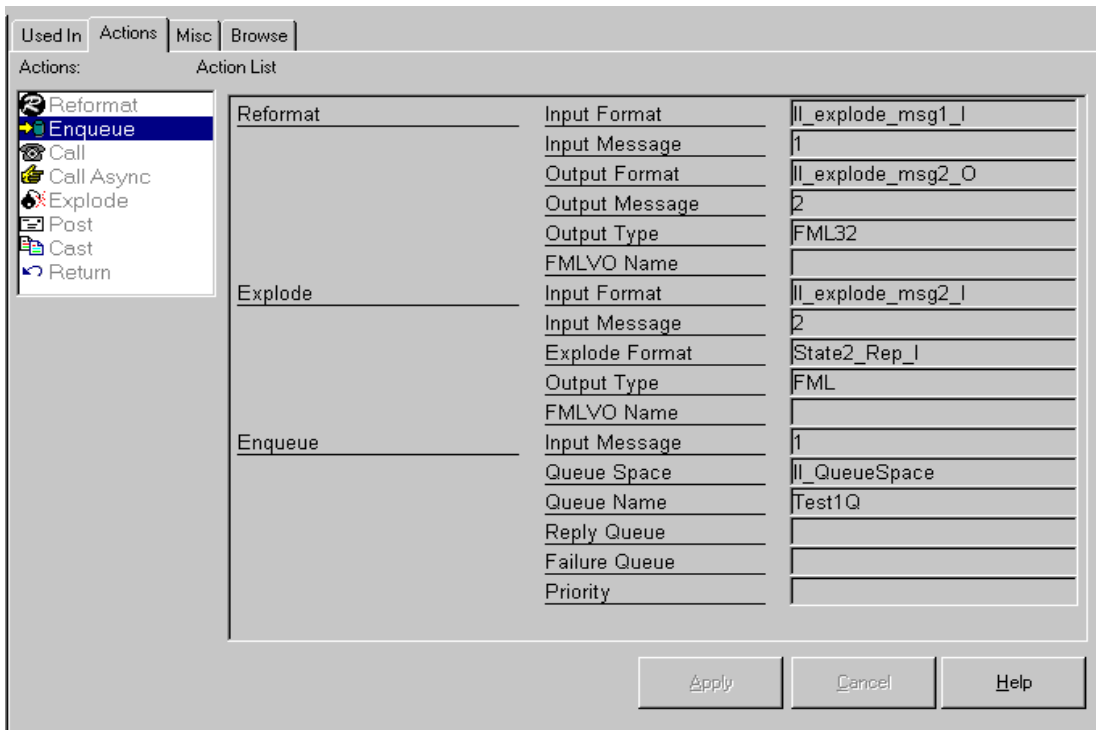 Used In Actions Misc Browse
Actions: Action List
Reformat
Enqueue
Call
Call Async
Explode
Post
Cast
Return
Reformat Input Format II_explode_msg1_I
Input Message 1
Output Format II_explode_msg2_O
Output Message 2
Output Type FML32
FMLVO Name
Explode Input Format II_explode_msg2_I
Input Message 2
Explode Format State2_Rep_I
Output Type FML
FMLVO Name
Enqueue Input Message 1
Queue Space II_QueueSpace
Queue Name Test1Q
Reply Queue
Failure Queue
Priority
Apply Cancel Help